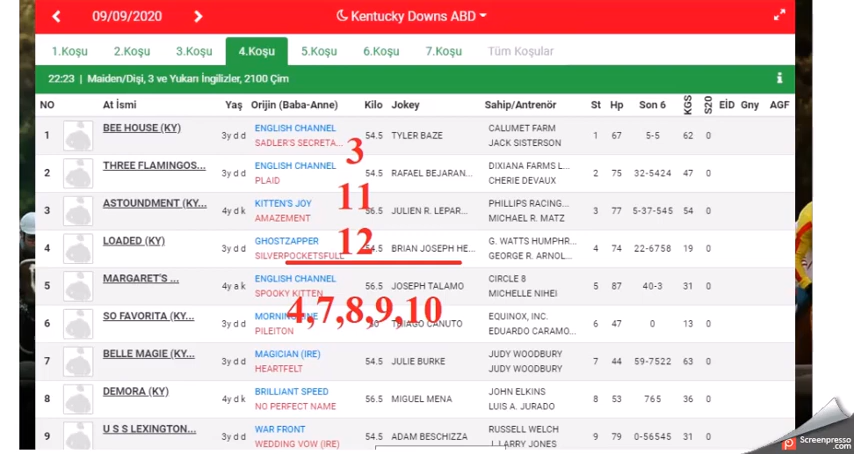 09/09/2020
Kentucky Downs ABD
1.Koşu 2.Koşu 3.Koşu 4.Koşu 5.Koşu 6.Koşu 7.Koşu Tüm Koşular
22:23 | Maiden/Dişi, 3 ve Yukarı İngilizler, 2100 Çim
NO At İsmi Yaş Orijin (Baba-Anne) Kilo Jokey Sahip/Antrenör St Hp Son 6 KGS S20 EİD Gny AGF
1 BEE HOUSE (KY) 3y d d ENGLISH CHANNEL 54.5 TYLER BAZE CALUMET FARM 1 67 5-5 62 0
SADLER'S SECRETA... JACK SISTERSON
3
2 THREE FLAMINGOS... 3y d d ENGLISH CHANNEL 54.5 RAFAEL BEJARAN... DIXIANA FARMS L... 2 75 32-5424 47 0
PLAID CHERIE DEVAUX
11
3 ASTOUNDMENT (KY... 4y d k KITTEN'S JOY 56.5 JULIEN R. LEPAR... PHILLIPS RACING... 3 77 5-37-545 54 0
AMAZEMENT MICHAEL R. MATZ
12
4 LOADED (KY) 3y d d GHOSTZAPPER 54.5 BRIAN JOSEPH HE... G. WATTS HUMPHR... 4 74 22-6758 19 0
SILVERPOCKETSFULL GEORGE R. ARNOL...
5 MARGARET'S ... 4y a k ENGLISH CHANNEL 56.5 JOSEPH TALAMO CIRCLE 8 5 87 40-3 31 0
SPOOKY KITTEN MICHELLE NIHEI
4,7,8,9,10
6 SO FAVORITA (KY... 3y d d THIAGO CANUTO EQUINOX, INC. 6 47 0 13 0
PILEITON EDUARDO CARAMO...
7 BELLE MAGIE (KY... 3y d d MAGICIAN (IRE) 54.5 JULIE BURKE JUDY WOODBURY 7 44 59-7522 63 0
HEARTFELT JUDY WOODBURY
8 DEMORA (KY) 4y d k BRILLIANT SPEED 56.5 MIGUEL MENA JOHN ELKINS 8 53 765 36 0
NO PERFECT NAME LUIS A. JURADO
9 U S S LEXINGTON... 3y d d WAR FRONT 54.5 ADAM BESCHIZZA RUSSELL WELCH 9 79 0-56545 31 0
WEDDING VOW (IRE) J. LARRY JONES
Screenpresso
.com